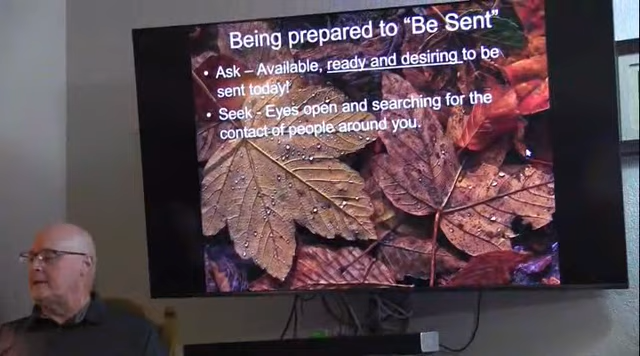 Being prepared to “Be Sent”
• Ask – Available, ready and desiring to be
sent today!
• Seek - Eyes open and searching for the
contact of people around you.